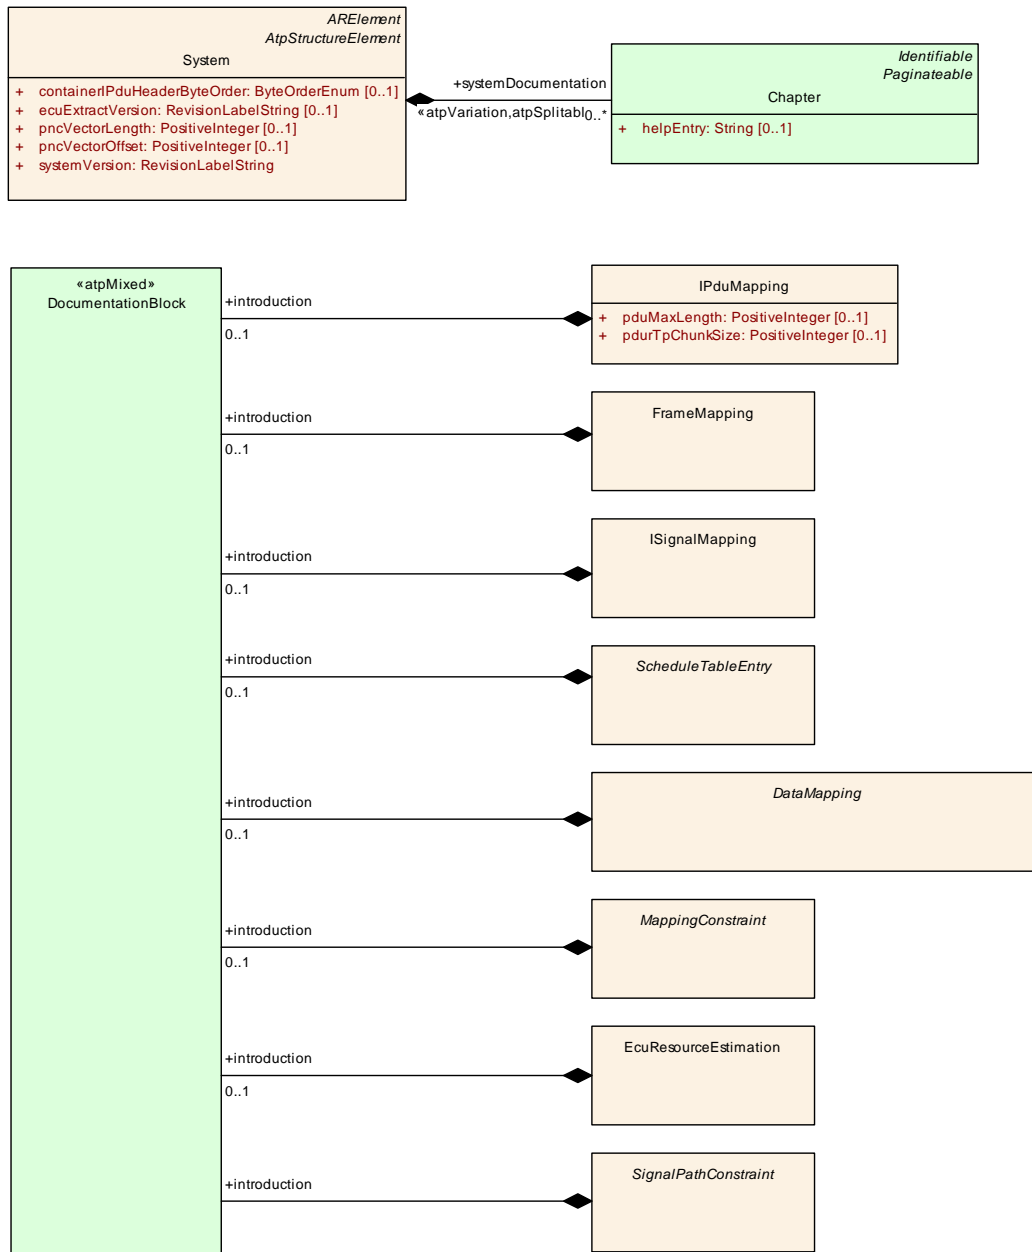 ARElement
AtpStructureElement
System
+ containerIPduHeaderByteOrder: ByteOrderEnum [0..1]
+ ecuExtractVersion: RevisionLabelString [0..1]
+ pncVectorLength: PositiveInteger [0..1]
+ pncVectorOffset: PositiveInteger [0..1]
+ systemVersion: RevisionLabelString
+systemDocumentation
«atpVariation,atpSplitabl 0..*
Identifiable
Paginateable
Chapter
+ helpEntry: String [0..1]
«atpMixed»
DocumentationBlock
+introduction
0..1
IPduMapping
+ pduMaxLength: PositiveInteger [0..1]
+ pdurTpChunkSize: PositiveInteger [0..1]
+introduction
0..1
FrameMapping
+introduction
0..1
ISignalMapping
+introduction
0..1
ScheduleTableEntry
+introduction
0..1
DataMapping
+introduction
0..1
MappingConstraint
+introduction
0..1
EcuResourceEstimation
+introduction
SignalPathConstraint